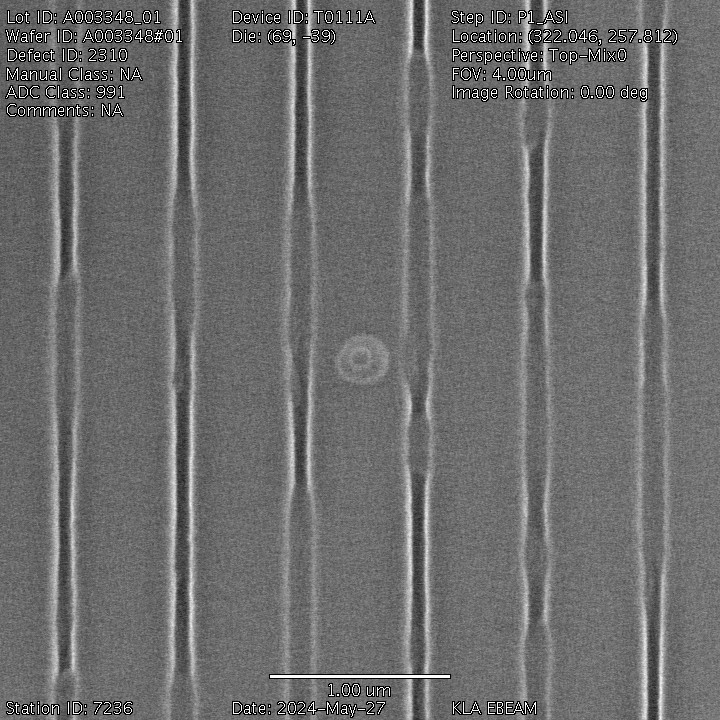 Lot ID: A003348_01
Wafer ID: A003348#01
Defect ID: 2310
Manual Class: NA
ADC Class: 991
Comments: NA
Device ID: T0111A
Die: (69, -39)
Step ID: P1_ASI
Location: (322.046, 257.812)
Perspective: Top-Mix0
FOV: 4.00um
Image Rotation: 0.00 deg
1.00 um
Station ID: 7236
Date: 2024-May-27
KLA EBEAM